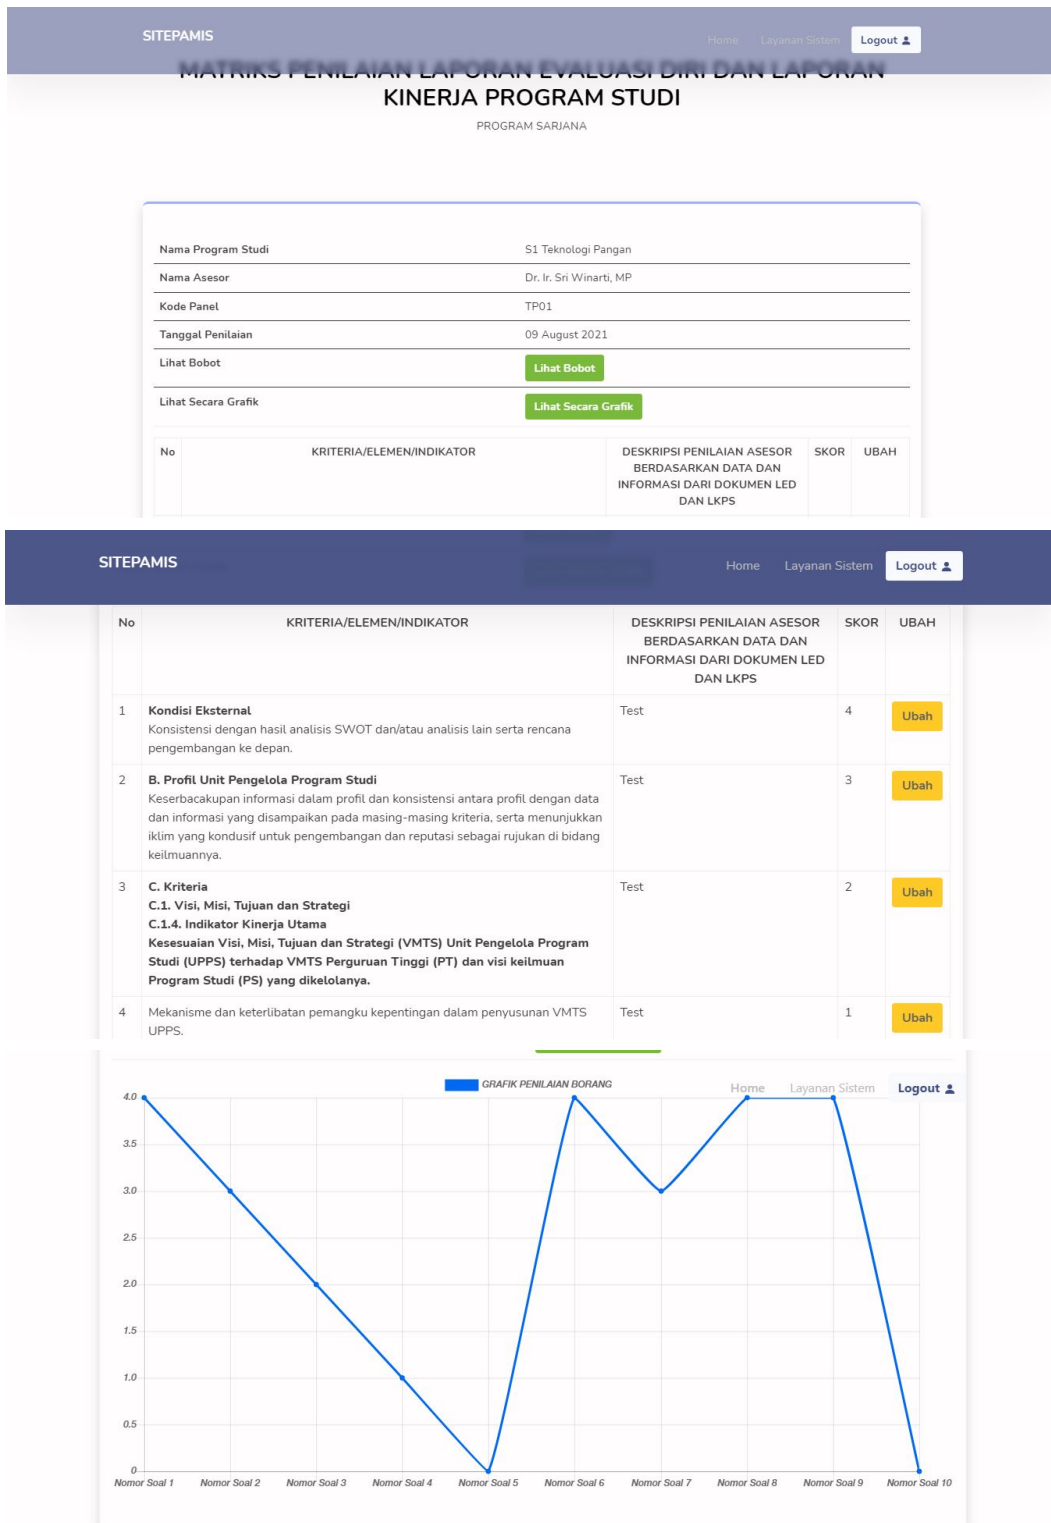 SITEPAMIS
Home Layanan Sistem Logout
MATRIKS PENILAIAN LAPORAN EVALUASI DIRI DAN LAPORAN
KINERJA PROGRAM STUDI
PROGRAM SARJANA
Nama Program Studi S1 Teknologi Pangan
Nama Asesor Dr. Ir. Sri Winarti, MP
Kode Panel TP01
Tanggal Penilaian 09 August 2021
Lihat Bobot Lihat Bobot
Lihat Secara Grafik Lihat Secara Grafik
No KRITERIA/ELEMEN/INDIKATOR DESKRIPSI PENILAIAN ASESOR SKOR UBAH
BERDASARKAN DATA DAN
INFORMASI DARI DOKUMEN LED
DAN LKPS
SITEPAMIS
Home Layanan Sistem Logout
No KRITERIA/ELEMEN/INDIKATOR DESKRIPSI PENILAIAN ASESOR SKOR UBAH
BERDASARKAN DATA DAN
INFORMASI DARI DOKUMEN LED
DAN LKPS
1 Kondisi Eksternal Test 4 Ubah
Konsistensi dengan hasil analisis SWOT dan/atau analisis lain serta rencana
pengembangan ke depan.
2 B. Profil Unit Pengelola Program Studi Test 3 Ubah
Keserbacakupan informasi dalam profil dan konsistensi antara profil dengan data
dan informasi yang disampaikan pada masing-masing kriteria, serta menunjukkan
iklim yang kondusif untuk pengembangan dan reputasi sebagai rujukan di bidang
keilmuannya.
3 C. Kriteria Test 2 Ubah
C.1. Visi, Misi, Tujuan dan Strategi
C.1.4. Indikator Kinerja Utama
Kesesuaian Visi, Misi, Tujuan dan Strategi (VMTS) Unit Pengelola Program
Studi (UPPS) terhadap VMTS Perguruan Tinggi (PT) dan visi keilmuan
Program Studi (PS) yang dikelolanya.
4 Mekanisme dan keterlibatan pemangku kepentingan dalam penyusunan VMTS Test 1 Ubah
UPPS.
GRAFIK PENILAIAN BORANG
Home Layanan Sistem Logout
4.0
3.5
3.0
2.5
2.0
1.5
1.0
0.5
0
Nomor Soal 1 Nomor Soal 2 Nomor Soal 3 Nomor Soal 4 Nomor Soal 5 Nomor Soal 6 Nomor Soal 7 Nomor Soal 8 Nomor Soal 9 Nomor Soal 10